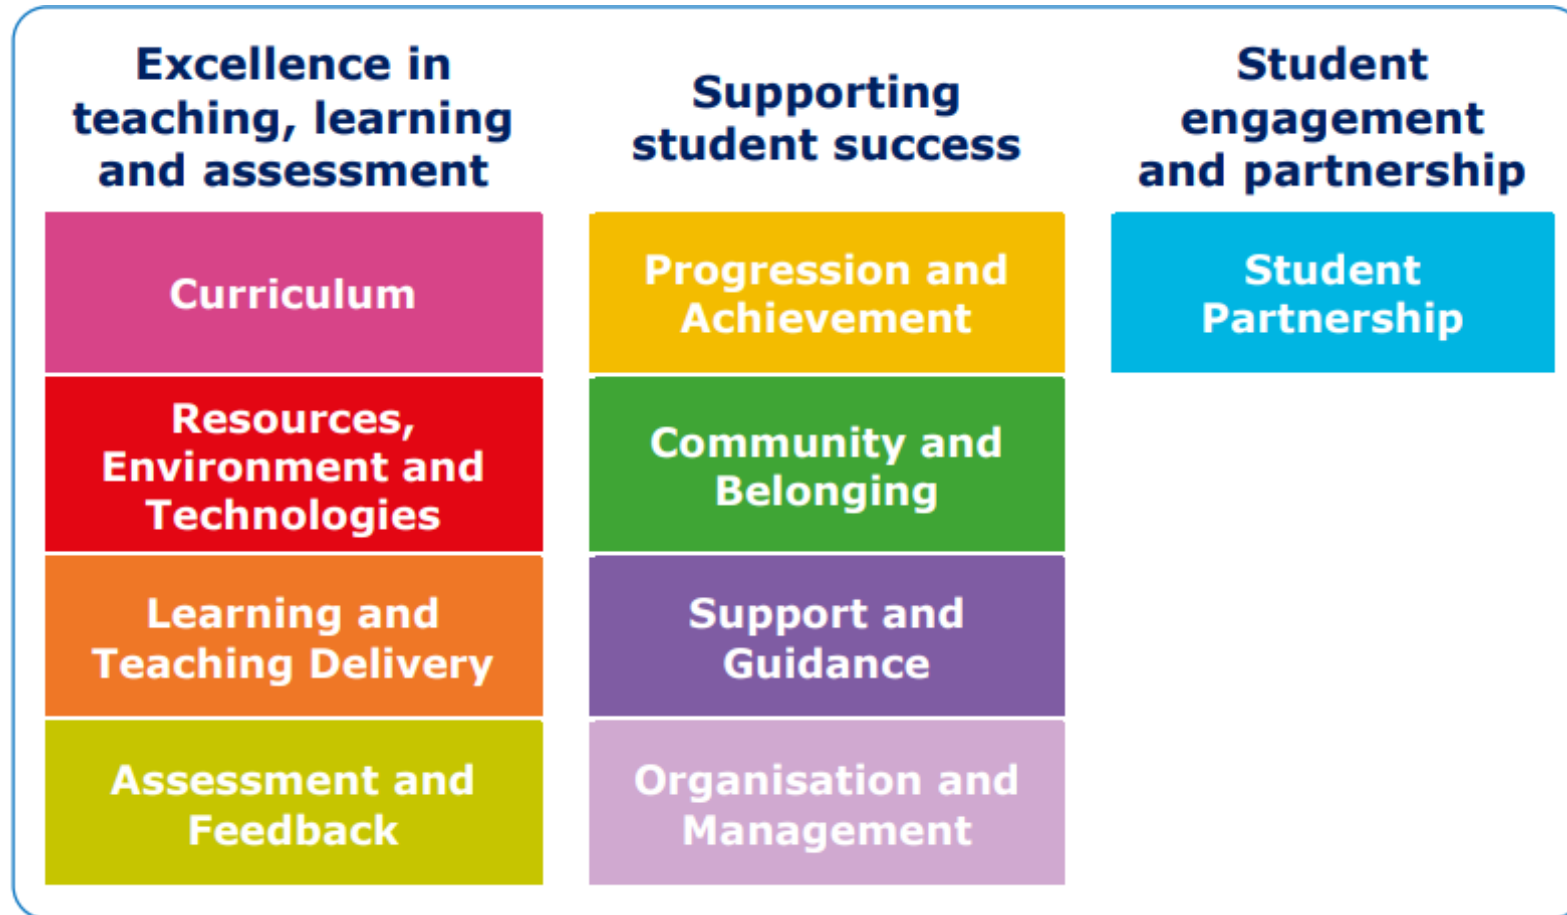 Excellence in
teaching, learning
and assessment
Curriculum
Resources,
Environment and
Technologies
Learning and
Teaching Delivery
Assessment and
Feedback
Supporting
student success
Progression and
Achievement
Community and
Belonging
Support and
Guidance
Organisation and
Management
Student
engagement
and partnership
Student
Partnership